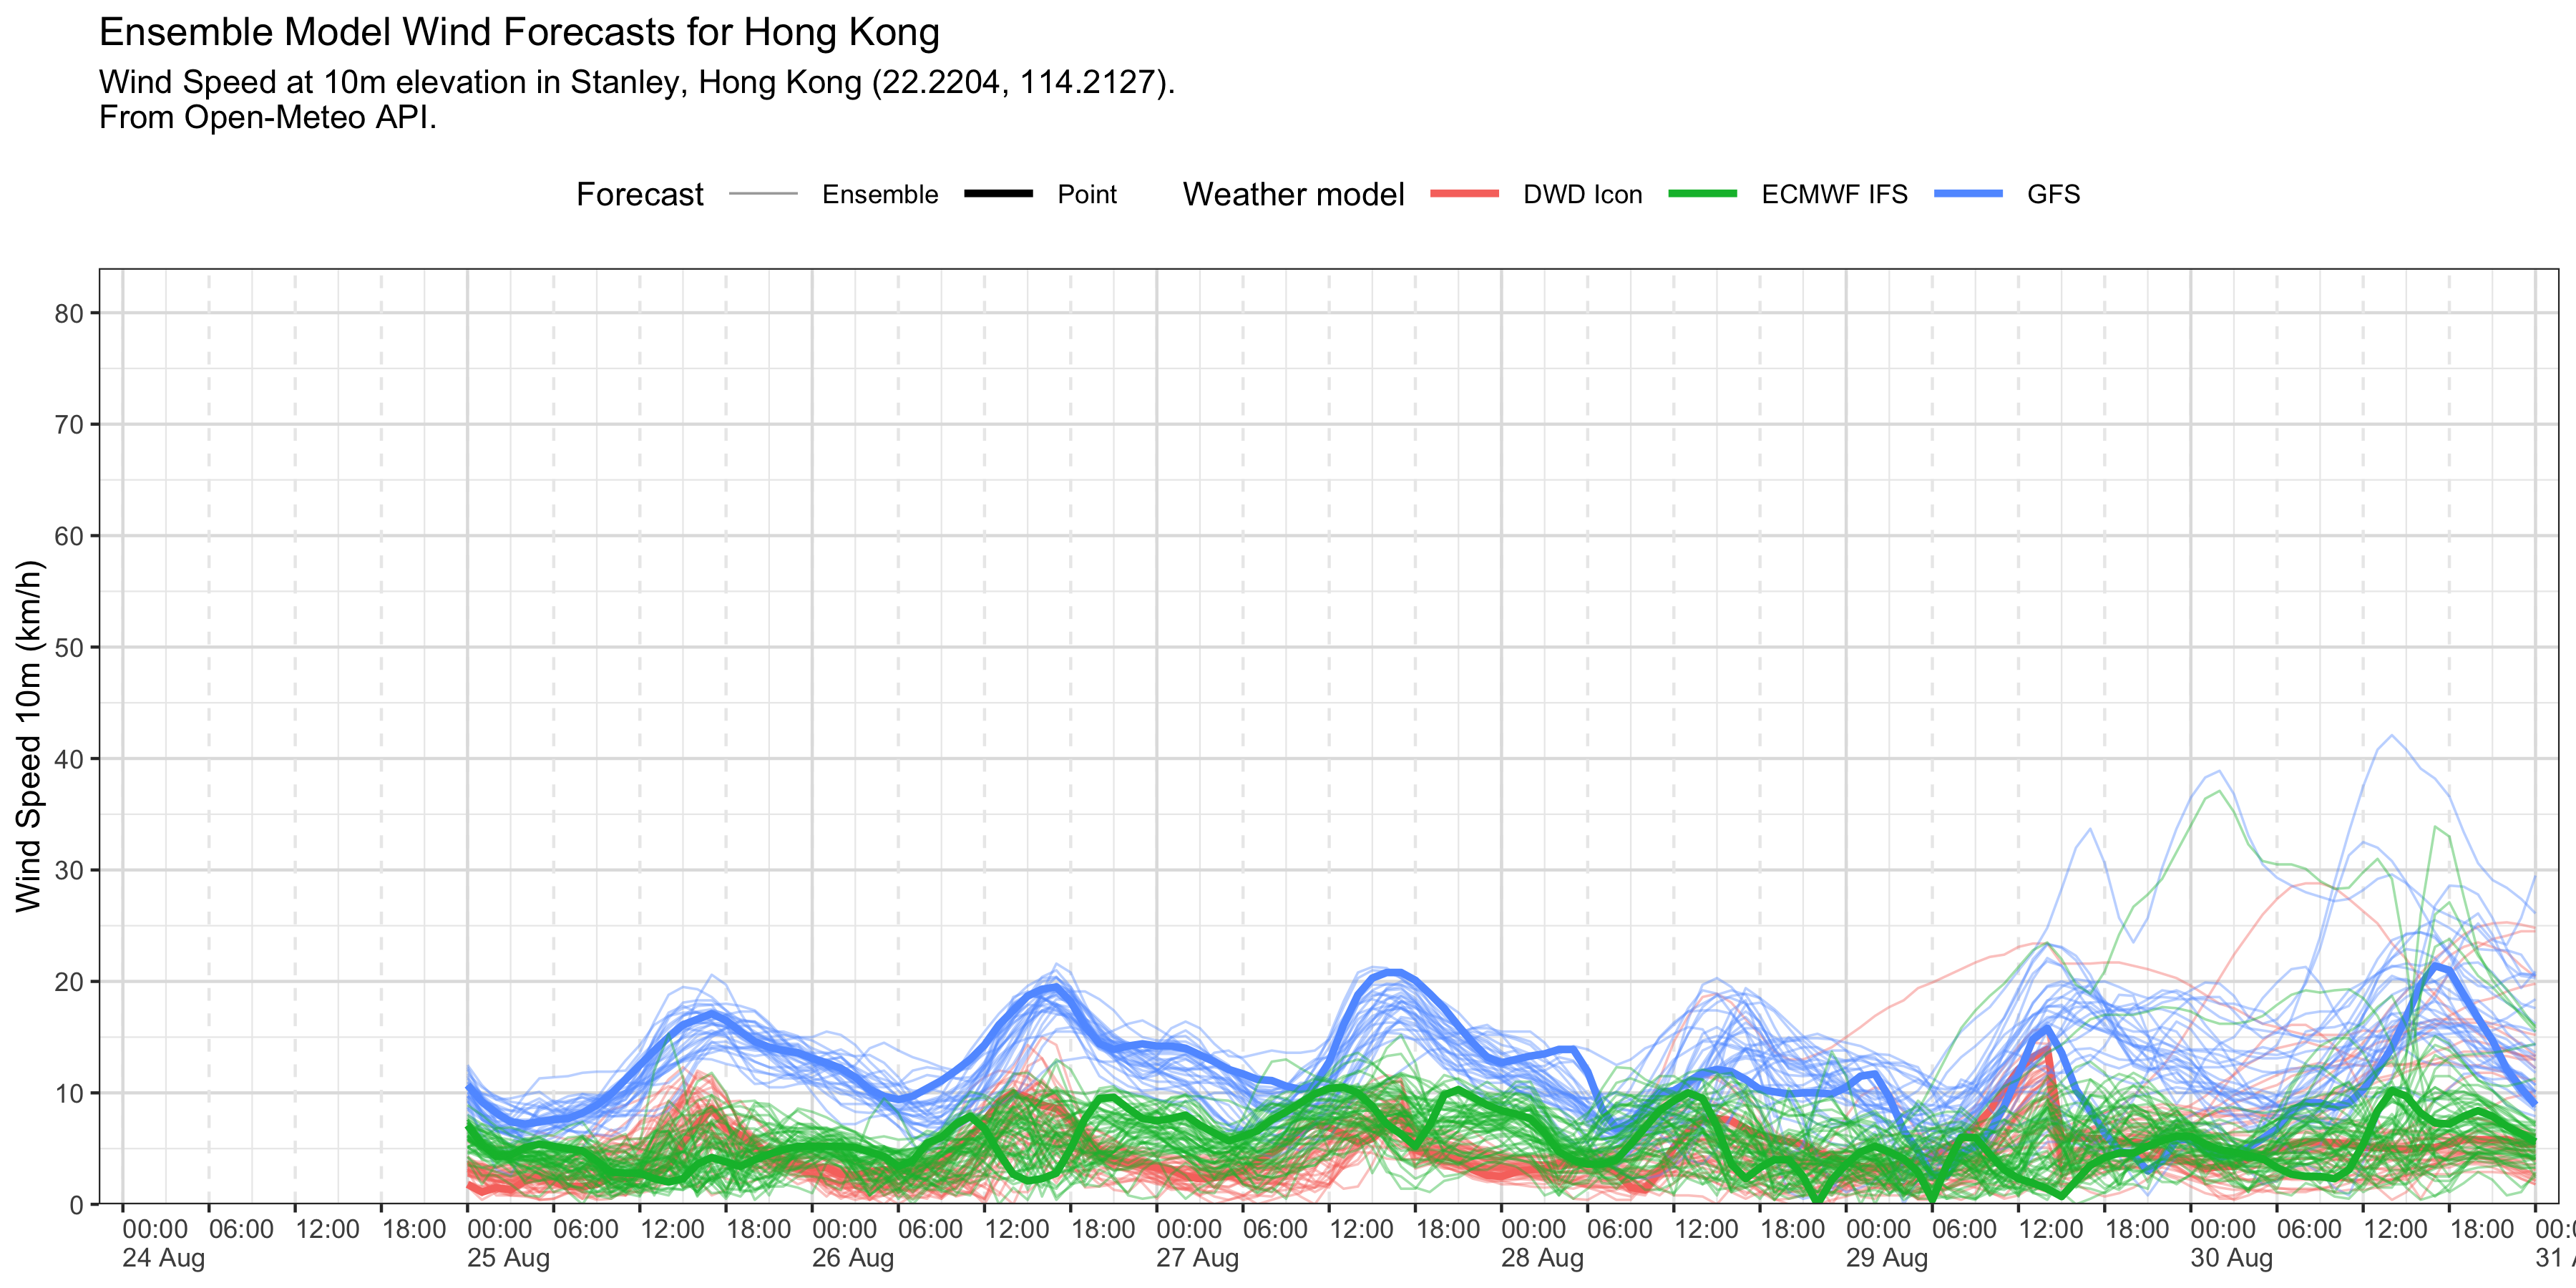 Ensemble Model Wind Forecasts for Hong Kong
Wind Speed at 10m elevation in Stanley, Hong Kong (22.2204, 114.2127).
From Open-Meteo API.
Forecast Ensemble Point Weather model DWD Icon ECMWF IFS GFS
Wind Speed 10m (km/h)
80
70
60
50
40
30
20
10
0
00:00 06:00 12:00 18:00 00:00 06:00 12:00 18:00 00:00 06:00 12:00 18:00 00:00 06:00 12:00 18:00 00:00 06:00 12:00 18:00 00:00 06:00 12:00 18:00 00:00 06:00 12:00 18:00
24 Aug 25 Aug 26 Aug 27 Aug 28 Aug 29 Aug 30 Aug 31